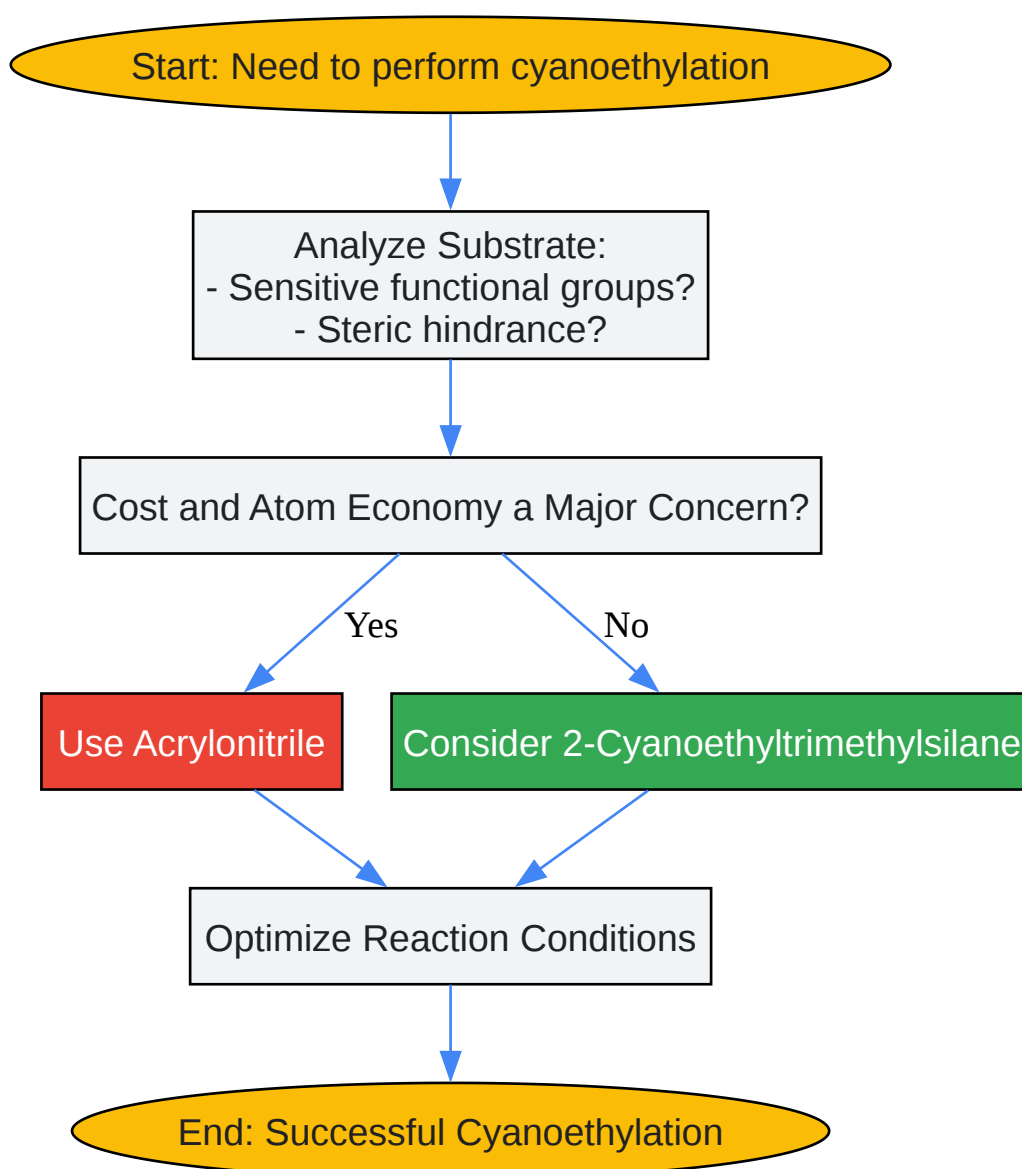 Start: Need to perform cyanoethylation
Analyze Substrate:
- Sensitive functional groups?
- Steric hindrance?
Cost and Atom Economy a Major Concern?
Yes
No
Use Acrylonitrile
Consider 2-Cyanoethyltrimethylsilane
Optimize Reaction Conditions
End: Successful Cyanoethylation